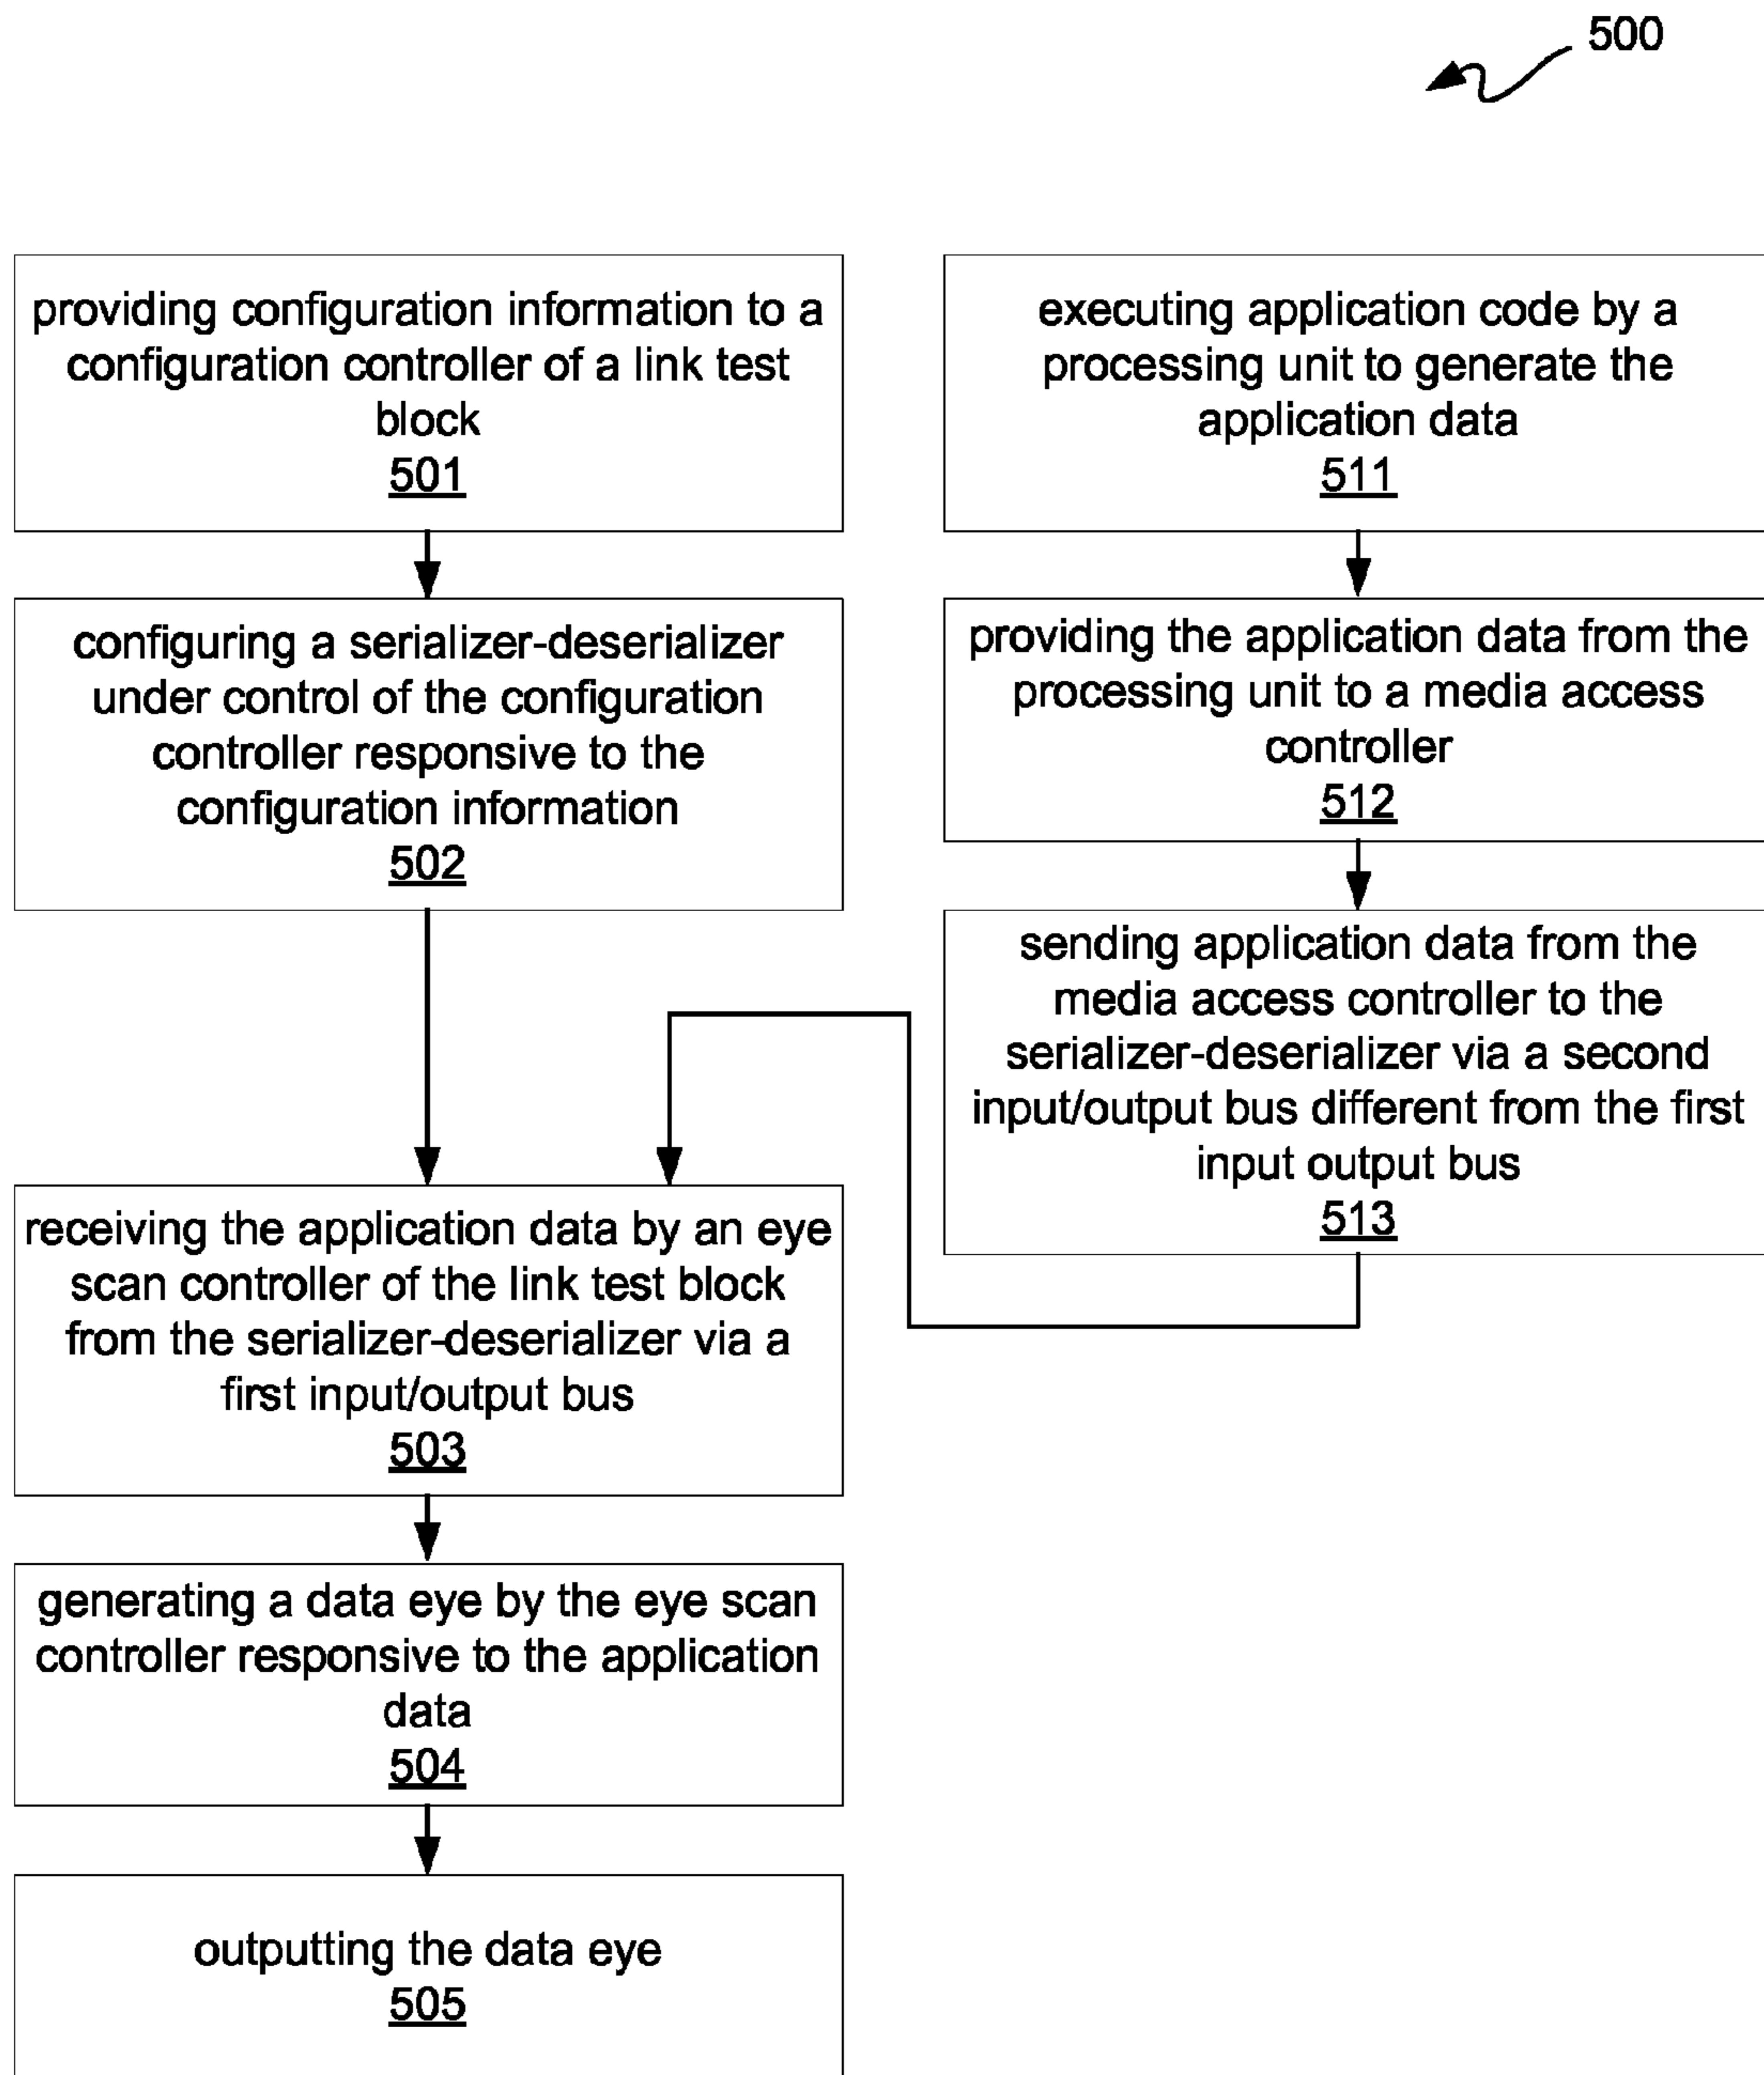 500
providing configuration information to a
configuration controller of a link test
block
501
configuring a serializer-deserializer
under control of the configuration
controller responsive to the
configuration information
502
receiving the application data by an eye
scan controller of the link test block
from the serializer-deserializer via a
first input/output bus
503
generating a data eye by the eye scan
controller responsive to the application
data
504
outputting the data eye
505
executing application code by a
processing unit to generate the
application data
511
providing the application data from the
processing unit to a media access
controller
512
sending application data from the
media access controller to the
serializer-deserializer via a second
input/output bus different from the first
input output bus
513